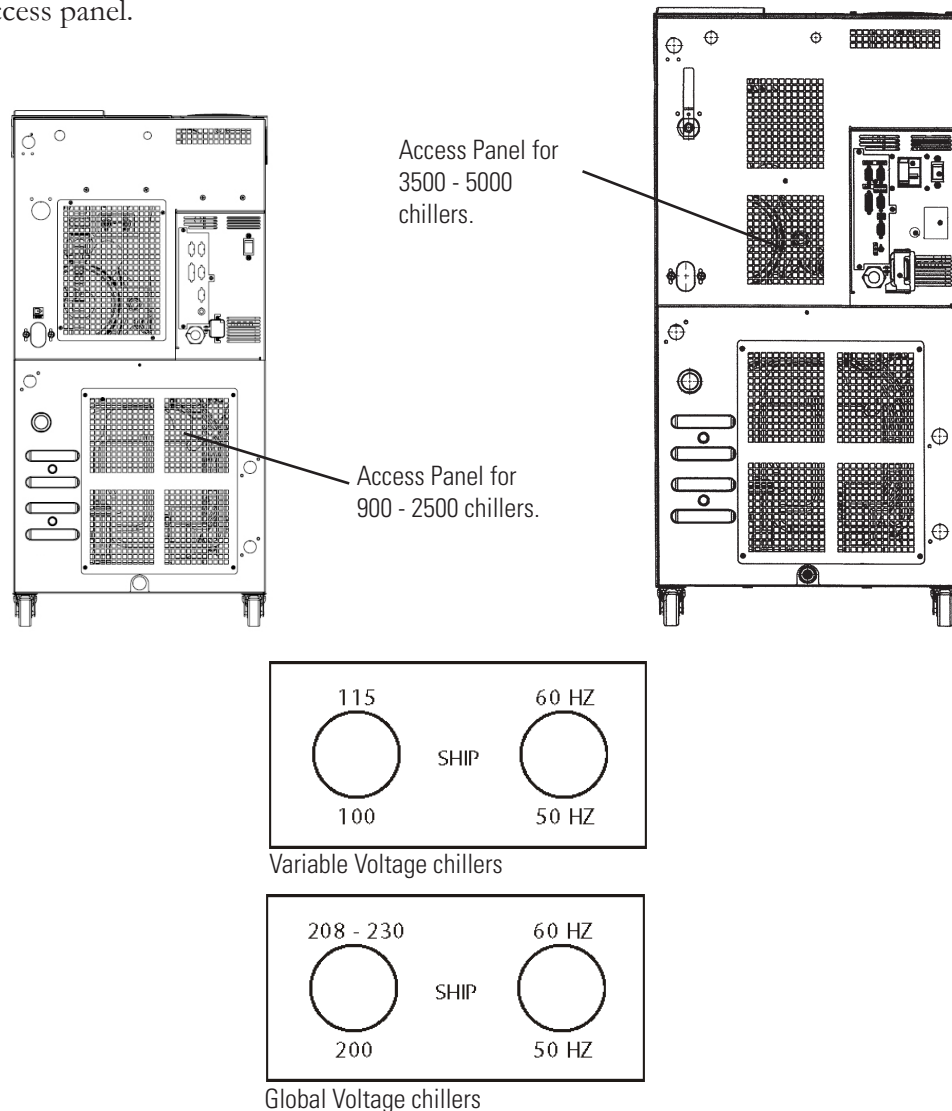 access panel.
Access Panel for
3500 - 5000
chillers.
Access Panel for
900 - 2500 chillers.
115
60 HZ
SHIP
100
50 HZ
Variable Voltage chillers
208 - 230
60 HZ
SHIP
200
50 HZ
Global Voltage chillers